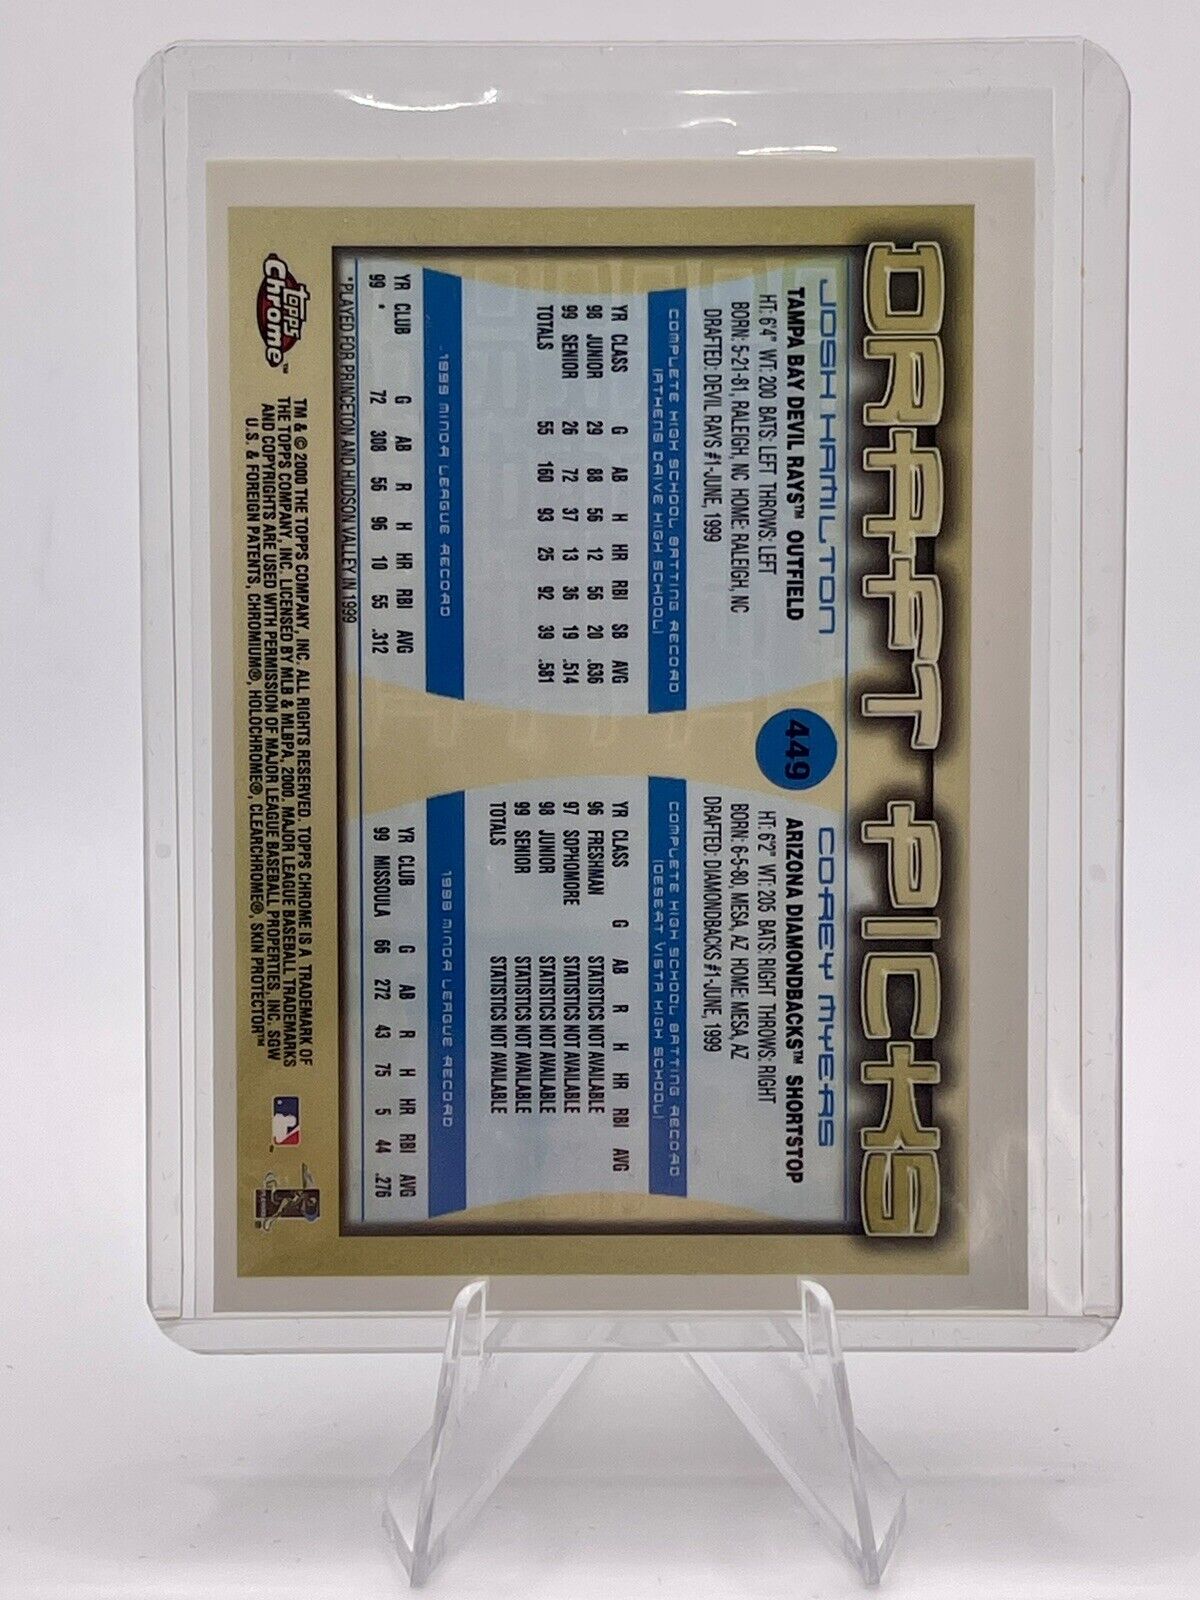 DRAFT PICKS
JOSH HAMILTON
TAMPA BAY DEVIL RAYS™ OUTFIELD
HT: 6'4" WT: 200 BATS: LEFT THROWS: LEFT
BORN: 5-21-81, RALEIGH, NC HOME: RALEIGH, NC
DRAFTED: DEVIL RAYS #1-JUNE, 1999
COMPLETE HIGH SCHOOL BATTING RECORD
(ATHENS DRIVE HIGH SCHOOL)
YR CLASS G AB H HR RBI SB AVG
98 JUNIOR 29 88 56 12 56 20 .636
99 SENIOR 26 72 37 13 36 19 .514
TOTALS 55 160 93 25 92 39 .581
1999 MINOR LEAGUE RECORD
YR CLUB G AB R H HR RBI AVG
99 * 72 308 56 96 10 55 .312
*PLAYED FOR PRINCETON AND HUDSON VALLEY IN 1999
449
COREY MYERS
ARIZONA DIAMONDBACKS™ SHORTSTOP
HT: 6'2" WT: 205 BATS: RIGHT THROWS: RIGHT
BORN: 6-5-80, MESA, AZ HOME: MESA, AZ
DRAFTED: DIAMONDBACKS #1-JUNE, 1999
COMPLETE HIGH SCHOOL BATTING RECORD
(DESERT VISTA HIGH SCHOOL)
YR CLASS G AB R H HR RBI AVG
96 FRESHMAN STATISTICS NOT AVAILABLE
97 SOPHOMORE STATISTICS NOT AVAILABLE
98 JUNIOR STATISTICS NOT AVAILABLE
99 SENIOR STATISTICS NOT AVAILABLE
TOTALS STATISTICS NOT AVAILABLE
1999 MINOR LEAGUE RECORD
YR CLUB G AB R H HR RBI AVG
99 MISSOULA 66 272 43 75 5 44 .276
Topps
Chrome™
TM & © 2000 THE TOPPS COMPANY, INC. ALL RIGHTS RESERVED. TOPPS CHROME IS A TRADEMARK OF
THE TOPPS COMPANY, INC. LICENSED BY MLB & MLBPA, 2000. MAJOR LEAGUE BASEBALL TRADEMARKS
AND COPYRIGHTS ARE USED WITH PERMISSION OF MAJOR LEAGUE BASEBALL PROPERTIES, INC. SGW
U.S. & FOREIGN PATENTS, CHROMIUM®, HOLOCHROME®, CLEARCHROME®, SKIN PROTECTOR™